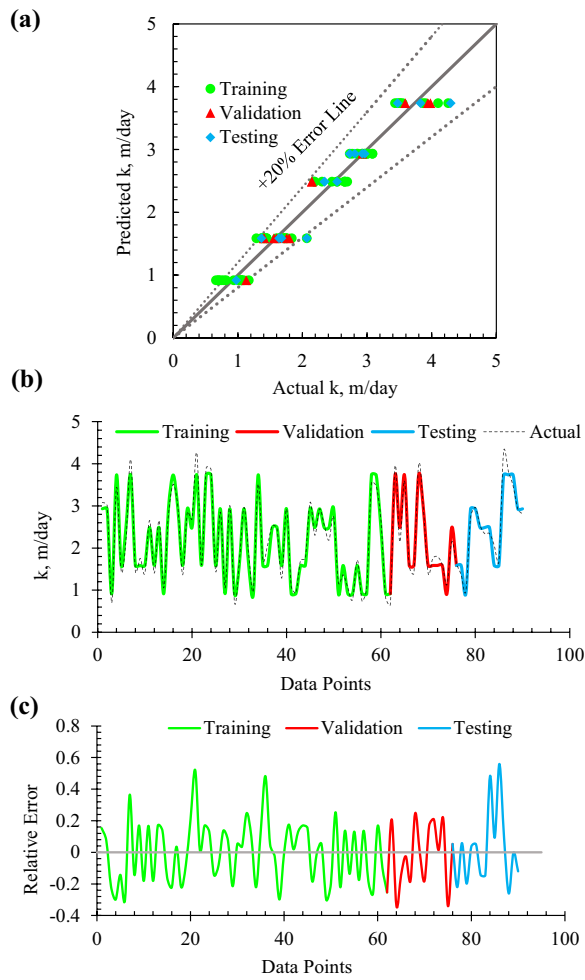 (a)
5
4
3
2
1
0
Predicted k, m/day
Training
Validation
Testing
+20% Error Line
0 1 2 3 4 5
Actual k, m/day
(b)
Training Validation Testing Actual
5
4
3
2
1
0
k, m/day
0 20 40 60 80 100
Data Points
(c)
Training Validation Testing
0.8
0.6
0.4
0.2
0
-0.2
-0.4
Relative Error
0 20 40 60 80 100
Data Points